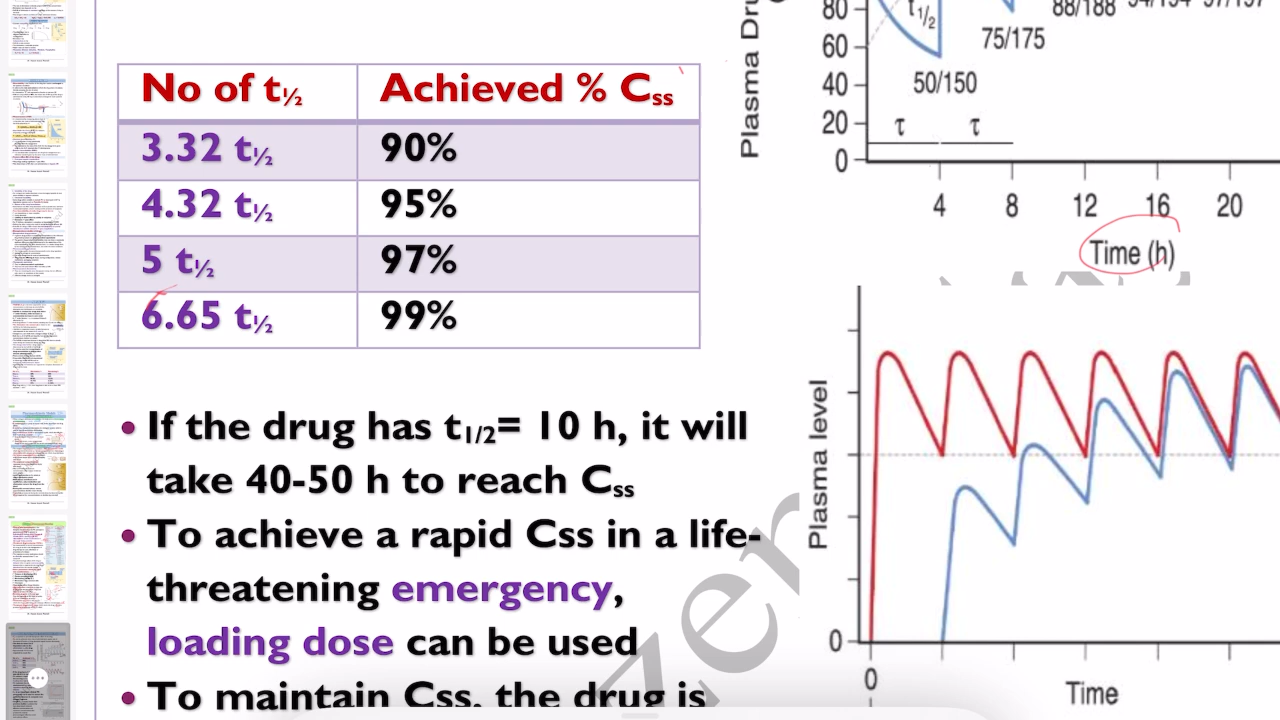 No of t½ Achieved % Css
3.32 t½ 90%
4.32 t½ 95%
5 t½ 97%
6.65 t½ 99%
• If the drug has t1/2= 10 h, it will
take 40-50 h to reach Css
• To achieve a rapid Css in a life-
threatening emergency,
loading dose can be used
• To maintain Css, the drug is
Plasma Dru
80
60
40
20
0
t1/2
50/150
75/175
88/188
τ τ
4 8 12 16 20
Time (h)
Plasma level
0
0
Time
zer